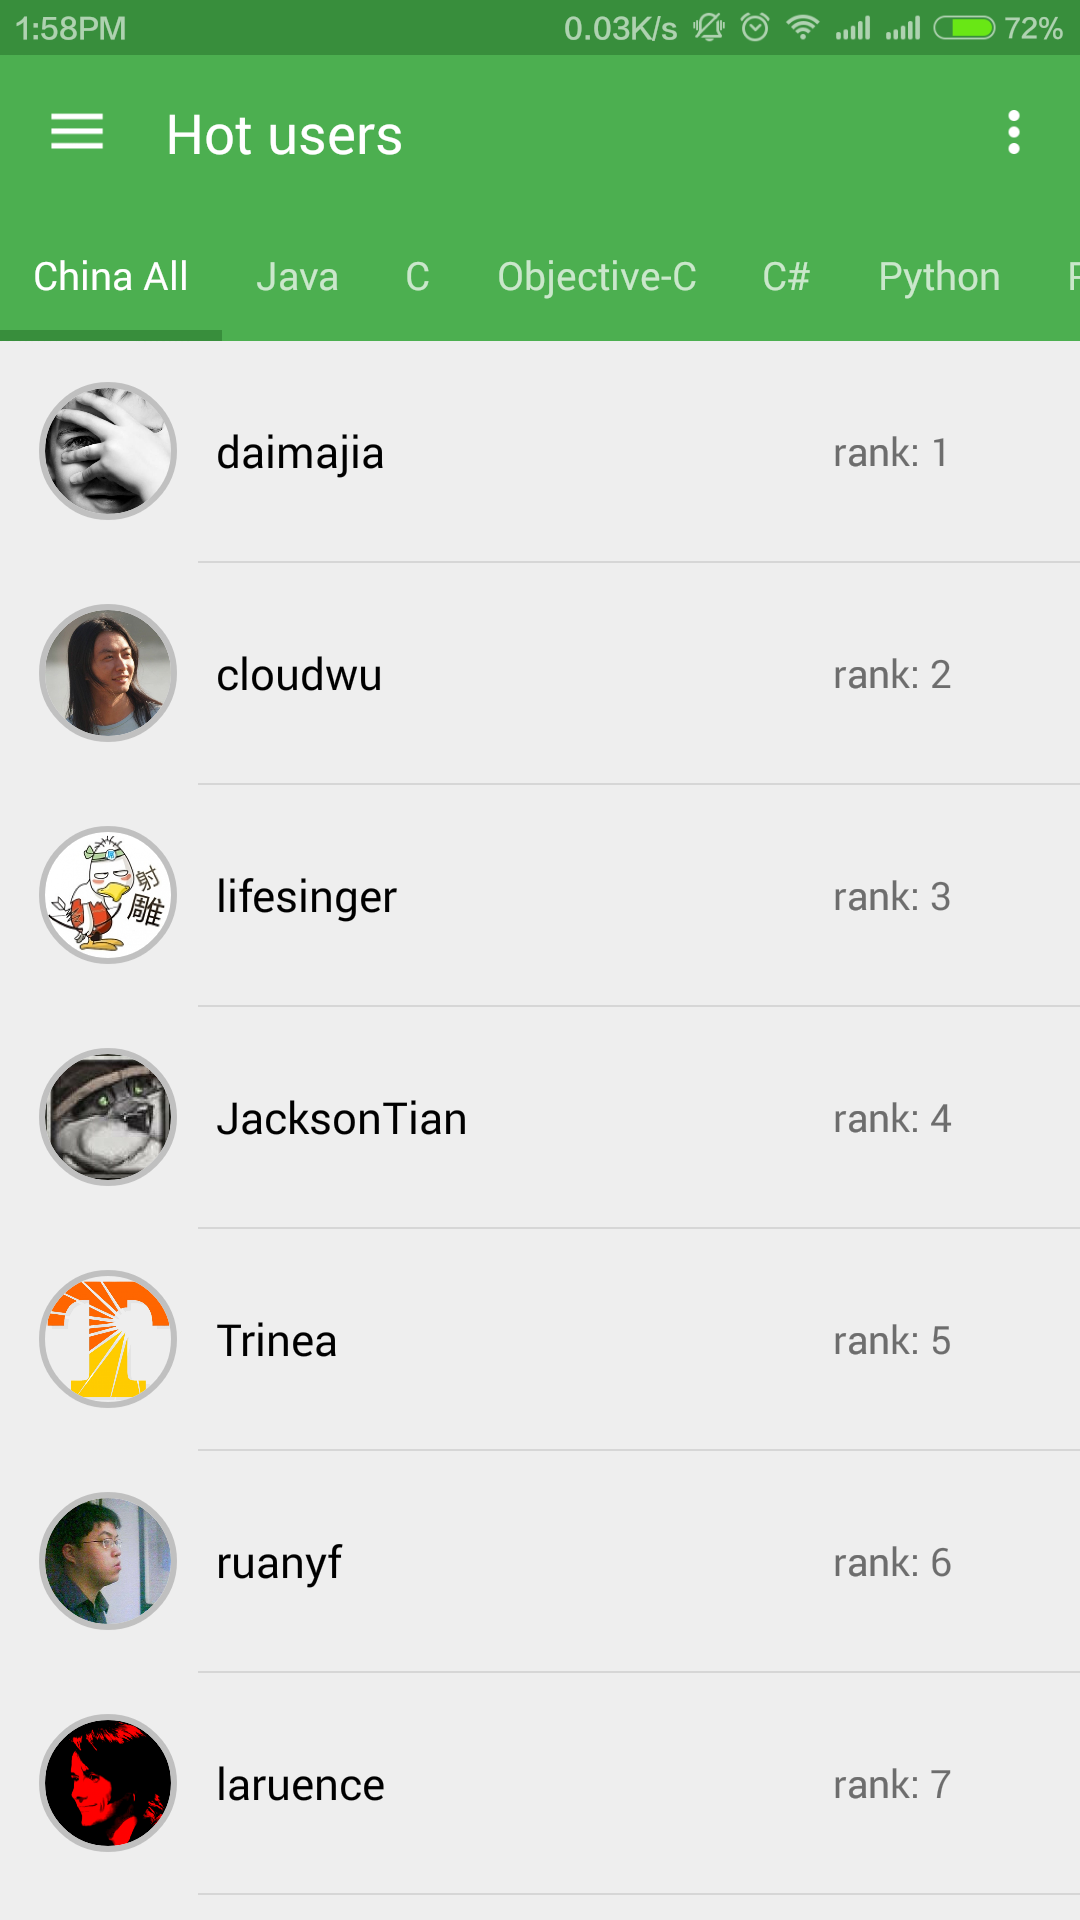 1:58PM 0.03K/s 72%
Hot users
China All Java C Objective-C C# Python
daimajia rank: 1
cloudwu rank: 2
射
雕
lifesinger rank: 3
JacksonTian rank: 4
Trinea rank: 5
ruanyf rank: 6
laruence rank: 7